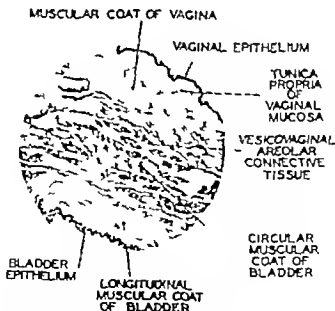 MUSCULAR COAT OF VAGINA
VAGINAL EPITHELIUM
TUNICA
PROPRIA
OF
VAGINAL
MUCOSA
VESICOVAGINAL
AREOLAR
CONNECTIVE
TISSUE
CIRCULAR
MUSCULAR
COAT OF
BLADDER
BLADDER
EPITHELIUM
LONGITUDINAL
MUSCULAR COAT
OF BLADDER